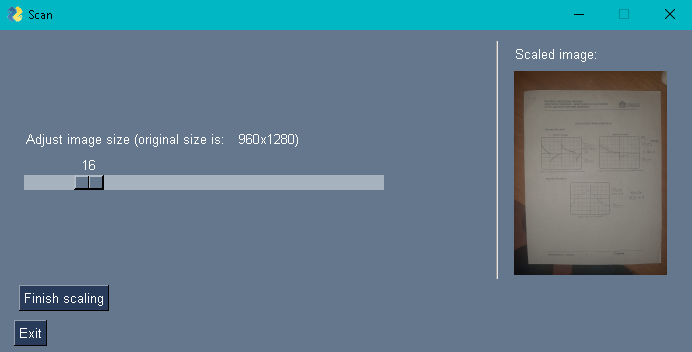 Scan
Scaled image:
Adjust image size (original size is: 960x1280)
16
Finish scaling
Exit